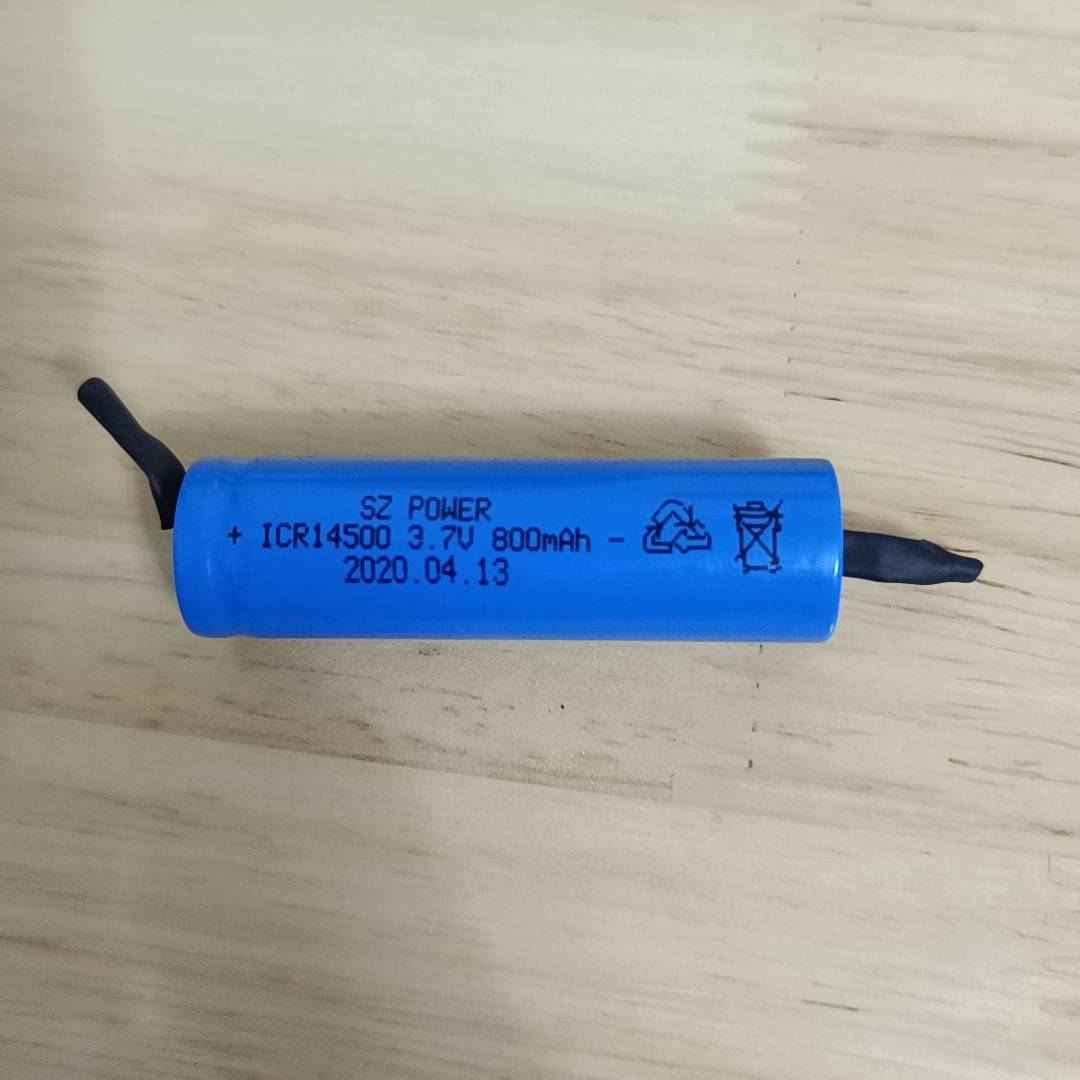 SZ POWER
+ ICR14500 3.7V 800mAh -
2020.04.13